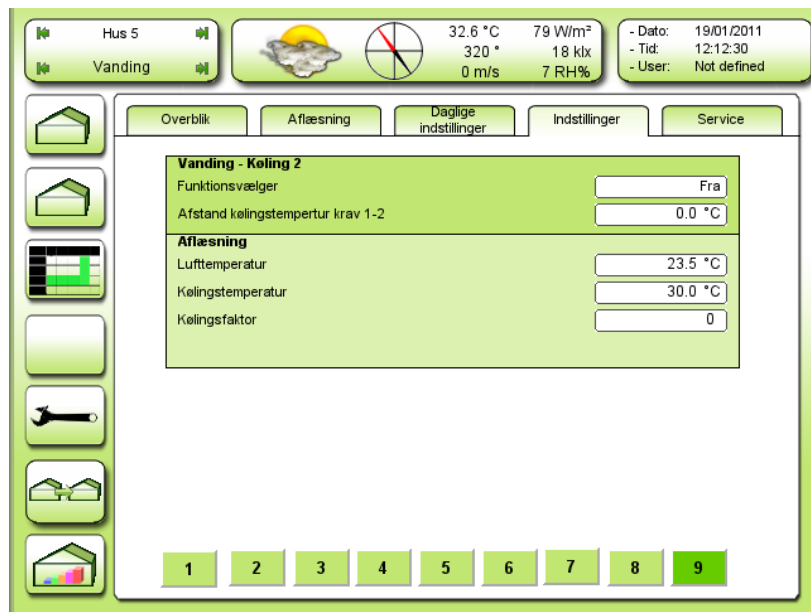 Hus 5
Vanding
32.6 °C 79 W/m²
320 ° 18 klx
0 m/s 7 RH%
- Dato: 19/01/2011
- Tid: 12:12:30
- User: Not defined
Overblik
Aflæsning
Daglige
indstillinger
Indstillinger
Service
Vanding - Køling 2
Funktionsvælger Fra
Afstand kølingstempertur krav 1-2 0.0 °C
Aflæsning
Lufttemperatur 23.5 °C
Kølingstemperatur 30.0 °C
Kølingsfaktor 0
1 2 3 4 5 6 7 8 9